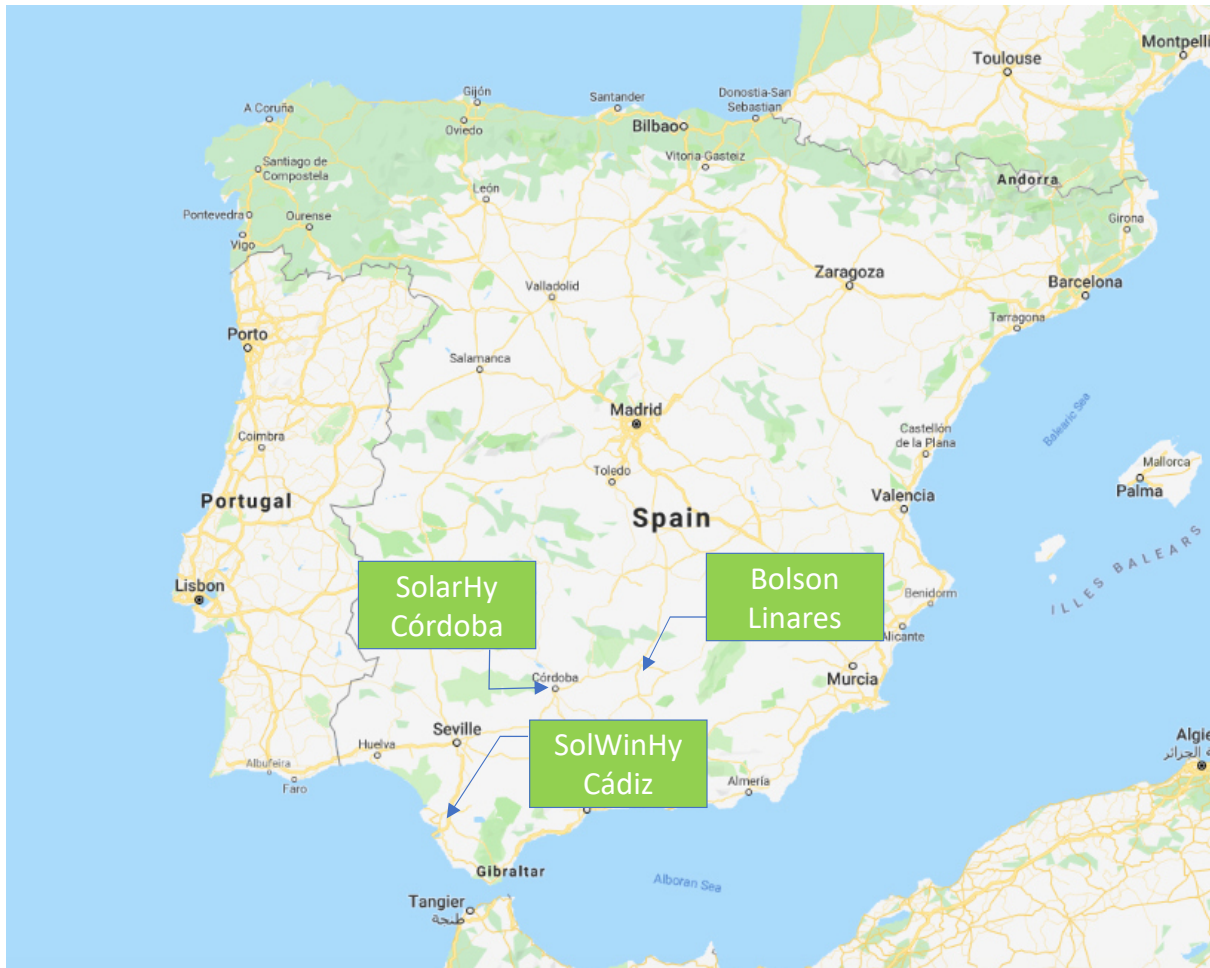 Montpelli
Toulouse
Gijón
A Coruña
Santander
Donostia-San
Sebastian
Oviedo
Bilbao
Vitoria-Gasteiz
Santiago de
Compostela
Andorra
León
Pontevedra
Ourense
Girona
Vigo
Zaragoza
Barcelona
Valladolid
Tarragona
Porto
Salamanca
Madrid
Castellón
de la Plana
Balearic Sea
Coimbra
Mallorca
Palma
Toledo
Valencia
Portugal
Spain
ILLES BALEARS
SolarHy
Córdoba
Bolson
Linares
Lisbon
Benidorm
Alicante
Córdoba
Murcia
Seville
Huelva
SolWinHy
Cádiz
Albufeira
Faro
Almería
Algie
ة الجزائر
Gibraltar
Alboran Sea
Tangier
طنجة